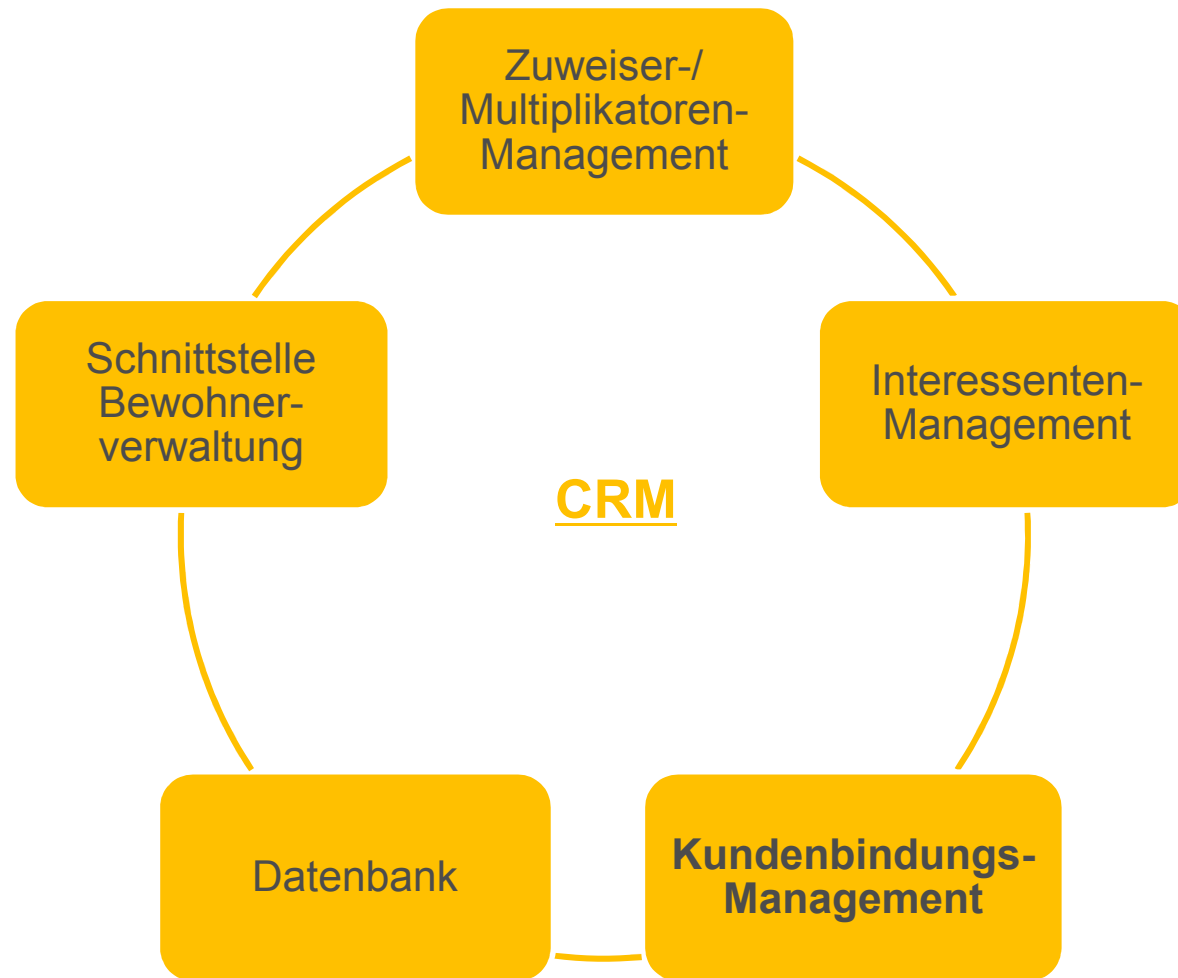 Zuweiser-/
Multiplikatoren-
Management
Schnittstelle
Bewohner-
verwaltung
Interessenten-
Management
CRM
Datenbank
Kundenbindungs-
Management